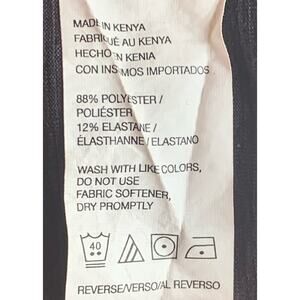 MADE IN KENYA
FABRIQUÉ AU KENYA
HECHO EN KENIA
CON INSUMOS IMPORTADOS
88% POLYESTER /
POLIÉSTER
12% ELASTANE /
ÉLASTHANNE / ELASTANO
WASH WITH LIKE COLORS,
DO NOT USE
FABRIC SOFTENER,
DRY PROMPTLY
40
REVERSE/VERSO/AL REVERSO